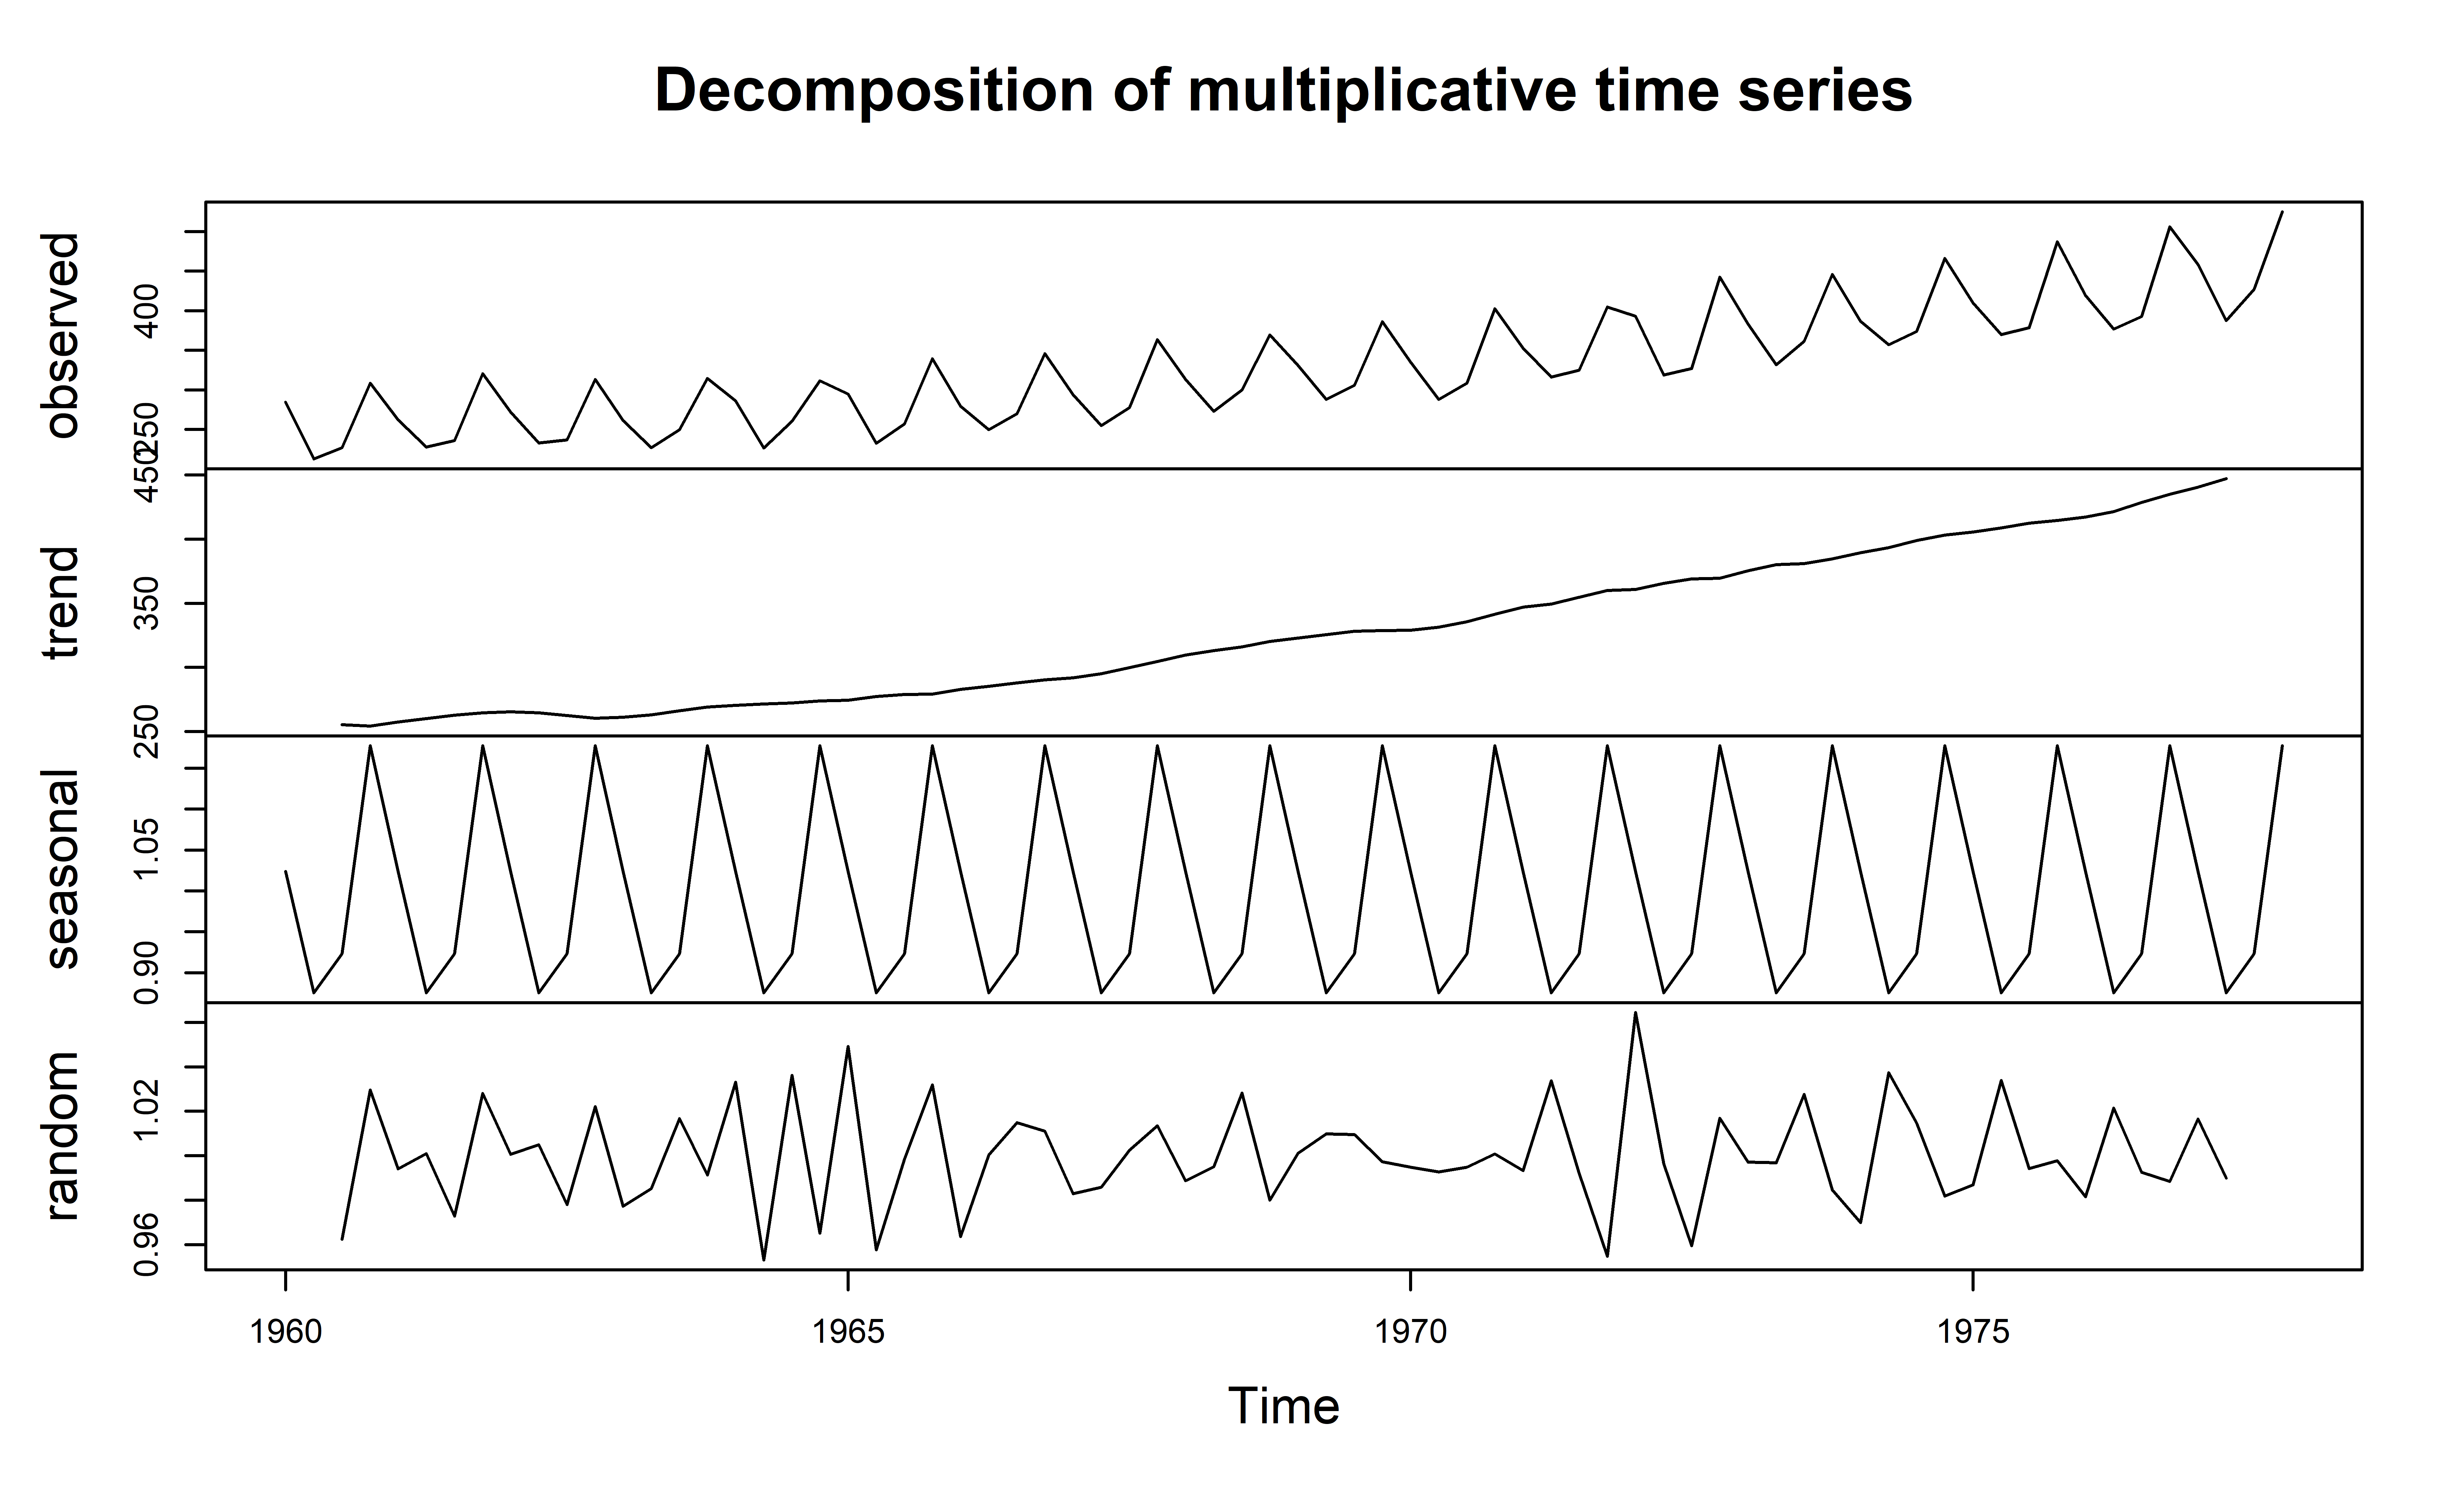 Decomposition of multiplicative time series
observed
400
250
trend
450
350
250
seasonal
1.05
0.90
random
1.02
0.96
1960 1965 1970 1975
Time